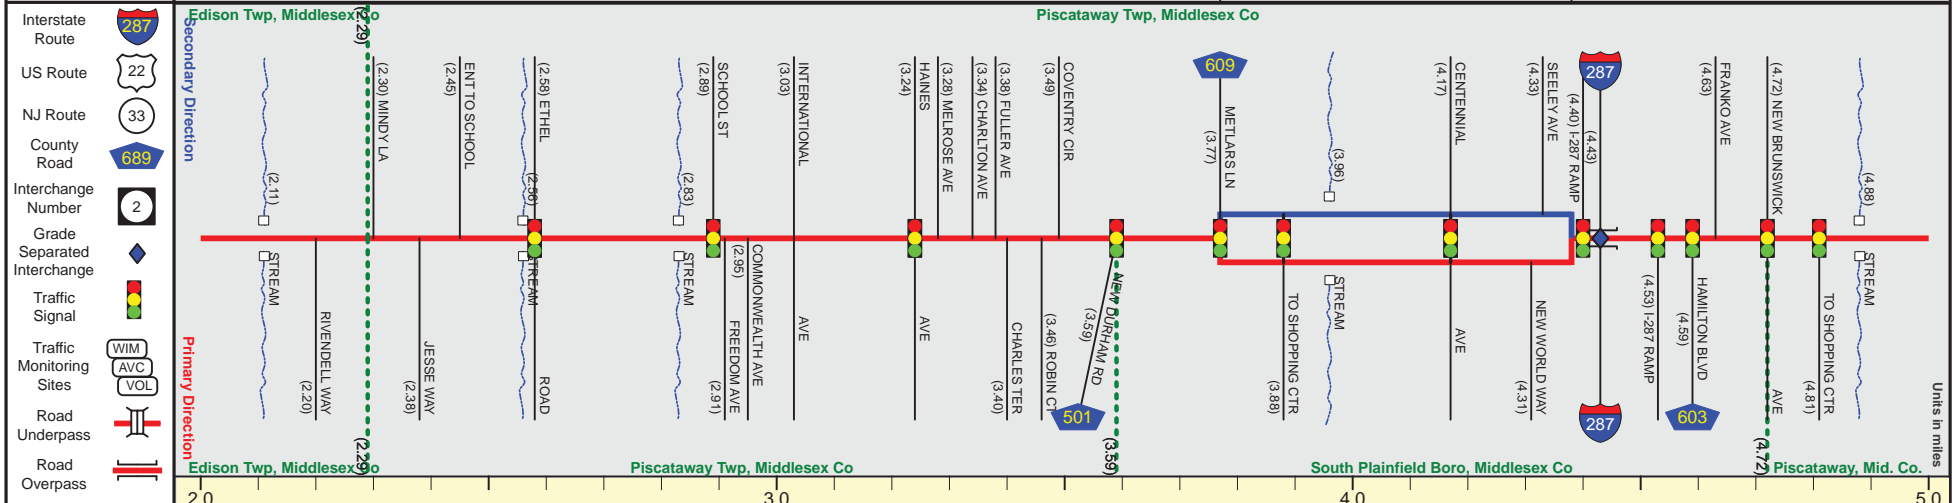 Interstate
Route
287
US Route
22
NJ Route
33
County
Road
689
Interchange
Number
2
Grade
Separated
Interchange
Traffic
Signal
Traffic
Monitoring
Sites
WIM
AVC
VOL
Road
Underpass
Road
Overpass
Secondary Direction
Primary Direction
Edison Twp, Middlesex Co
(2.29)
Piscataway Twp, Middlesex Co
(2.11)
(2.30) MINDY LA
ENT TO SCHOOL
(2.45)
(2.56)
(2.58) ETHEL
(2.83)
SCHOOL ST
(2.89)
INTERNATIONAL
(3.03)
HAINES
(3.24)
(3.28) MELROSE AVE
(3.34) CHARLTON AVE
(3.38) FULLER AVE
COVENTRY CIR
(3.49)
609
METLARS LN
(3.77)
(3.96)
CENTENNIAL
(4.17)
SEELEY AVE
(4.33)
(4.40) I-287 RAMP
287
(4.43)
FRANKO AVE
(4.63)
(4.72) NEW BRUNSWICK
(4.88)
STREAM
RIVENDELL WAY
(2.20)
JESSE WAY
(2.38)
STREAM
ROAD
STREAM
FREEDOM AVE
(2.91)
COMMONWEALTH AVE
(2.95)
AVE
AVE
CHARLES TER
(3.40)
(3.46) ROBIN CT
NEW DURHAM RD
(3.59)
501
TO SHOPPING CTR
(3.88)
STREAM
AVE
NEW WORLD WAY
(4.31)
287
(4.53) I-287 RAMP
HAMILTON BLVD
(4.59)
603
AVE
TO SHOPPING CTR
(4.81)
STREAM
Units in miles
Edison Twp, Middlesex Co
(2.29)
Piscataway Twp, Middlesex Co
(3.59)
South Plainfield Boro, Middlesex Co
(4.72)
Piscataway, Mid. Co.
2.0
3.0
4.0
5.0